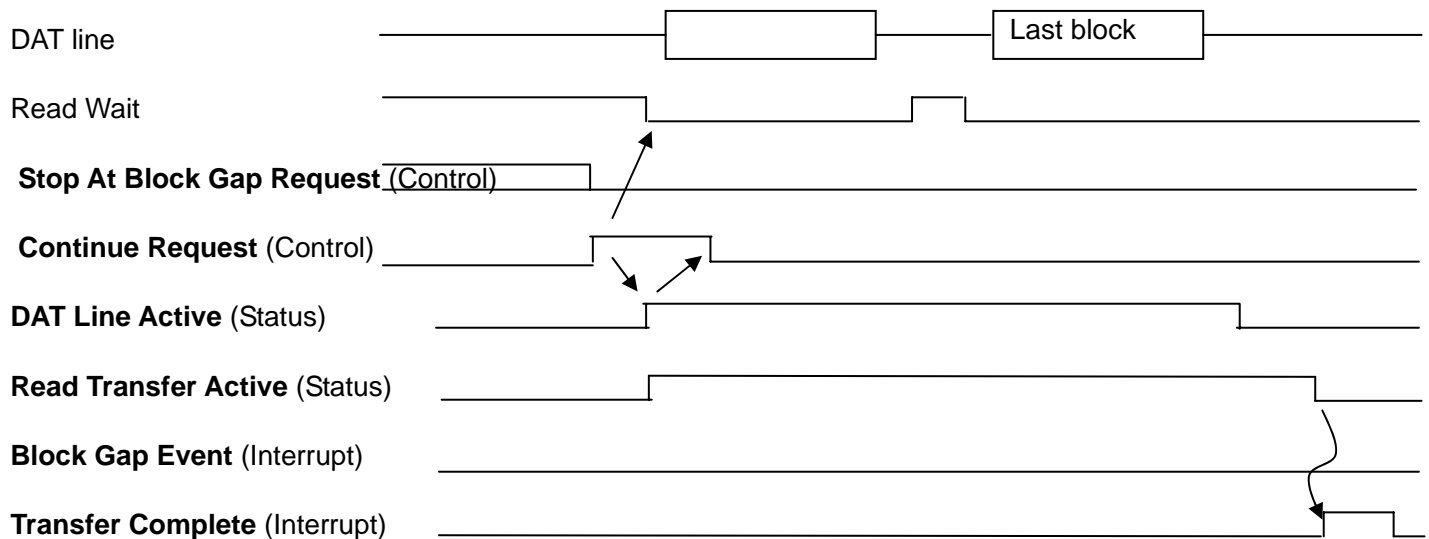 DAT line
Last block
Read Wait
Stop At Block Gap Request (Control)
Continue Request (Control)
DAT Line Active (Status)
Read Transfer Active (Status)
Block Gap Event (Interrupt)
Transfer Complete (Interrupt)